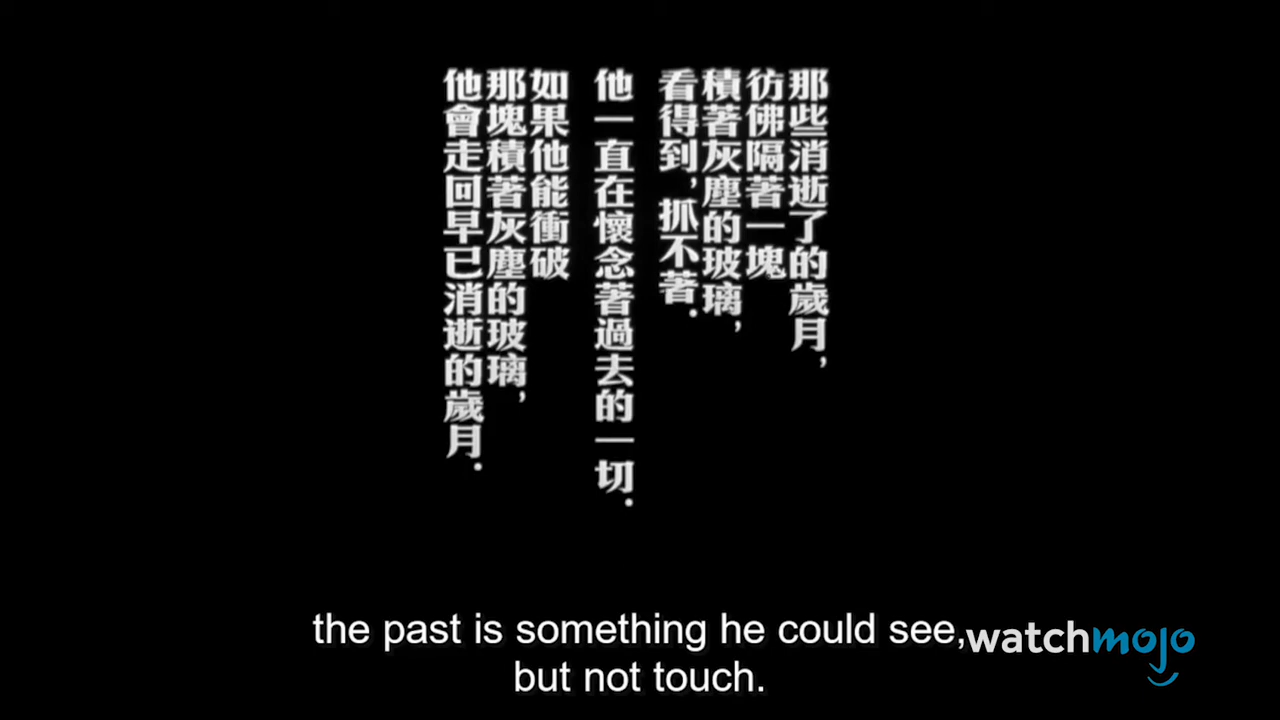 那些消逝了的歲月，
彷佛隔著一塊
積著灰塵的玻璃，
看得到，抓不著．
他一直在懷念著過去的一切．
如果他能衝破
那塊積著灰塵的玻璃，
他會走回早已消逝的歲月．
the past is something he could see,
but not touch.
watchmojo